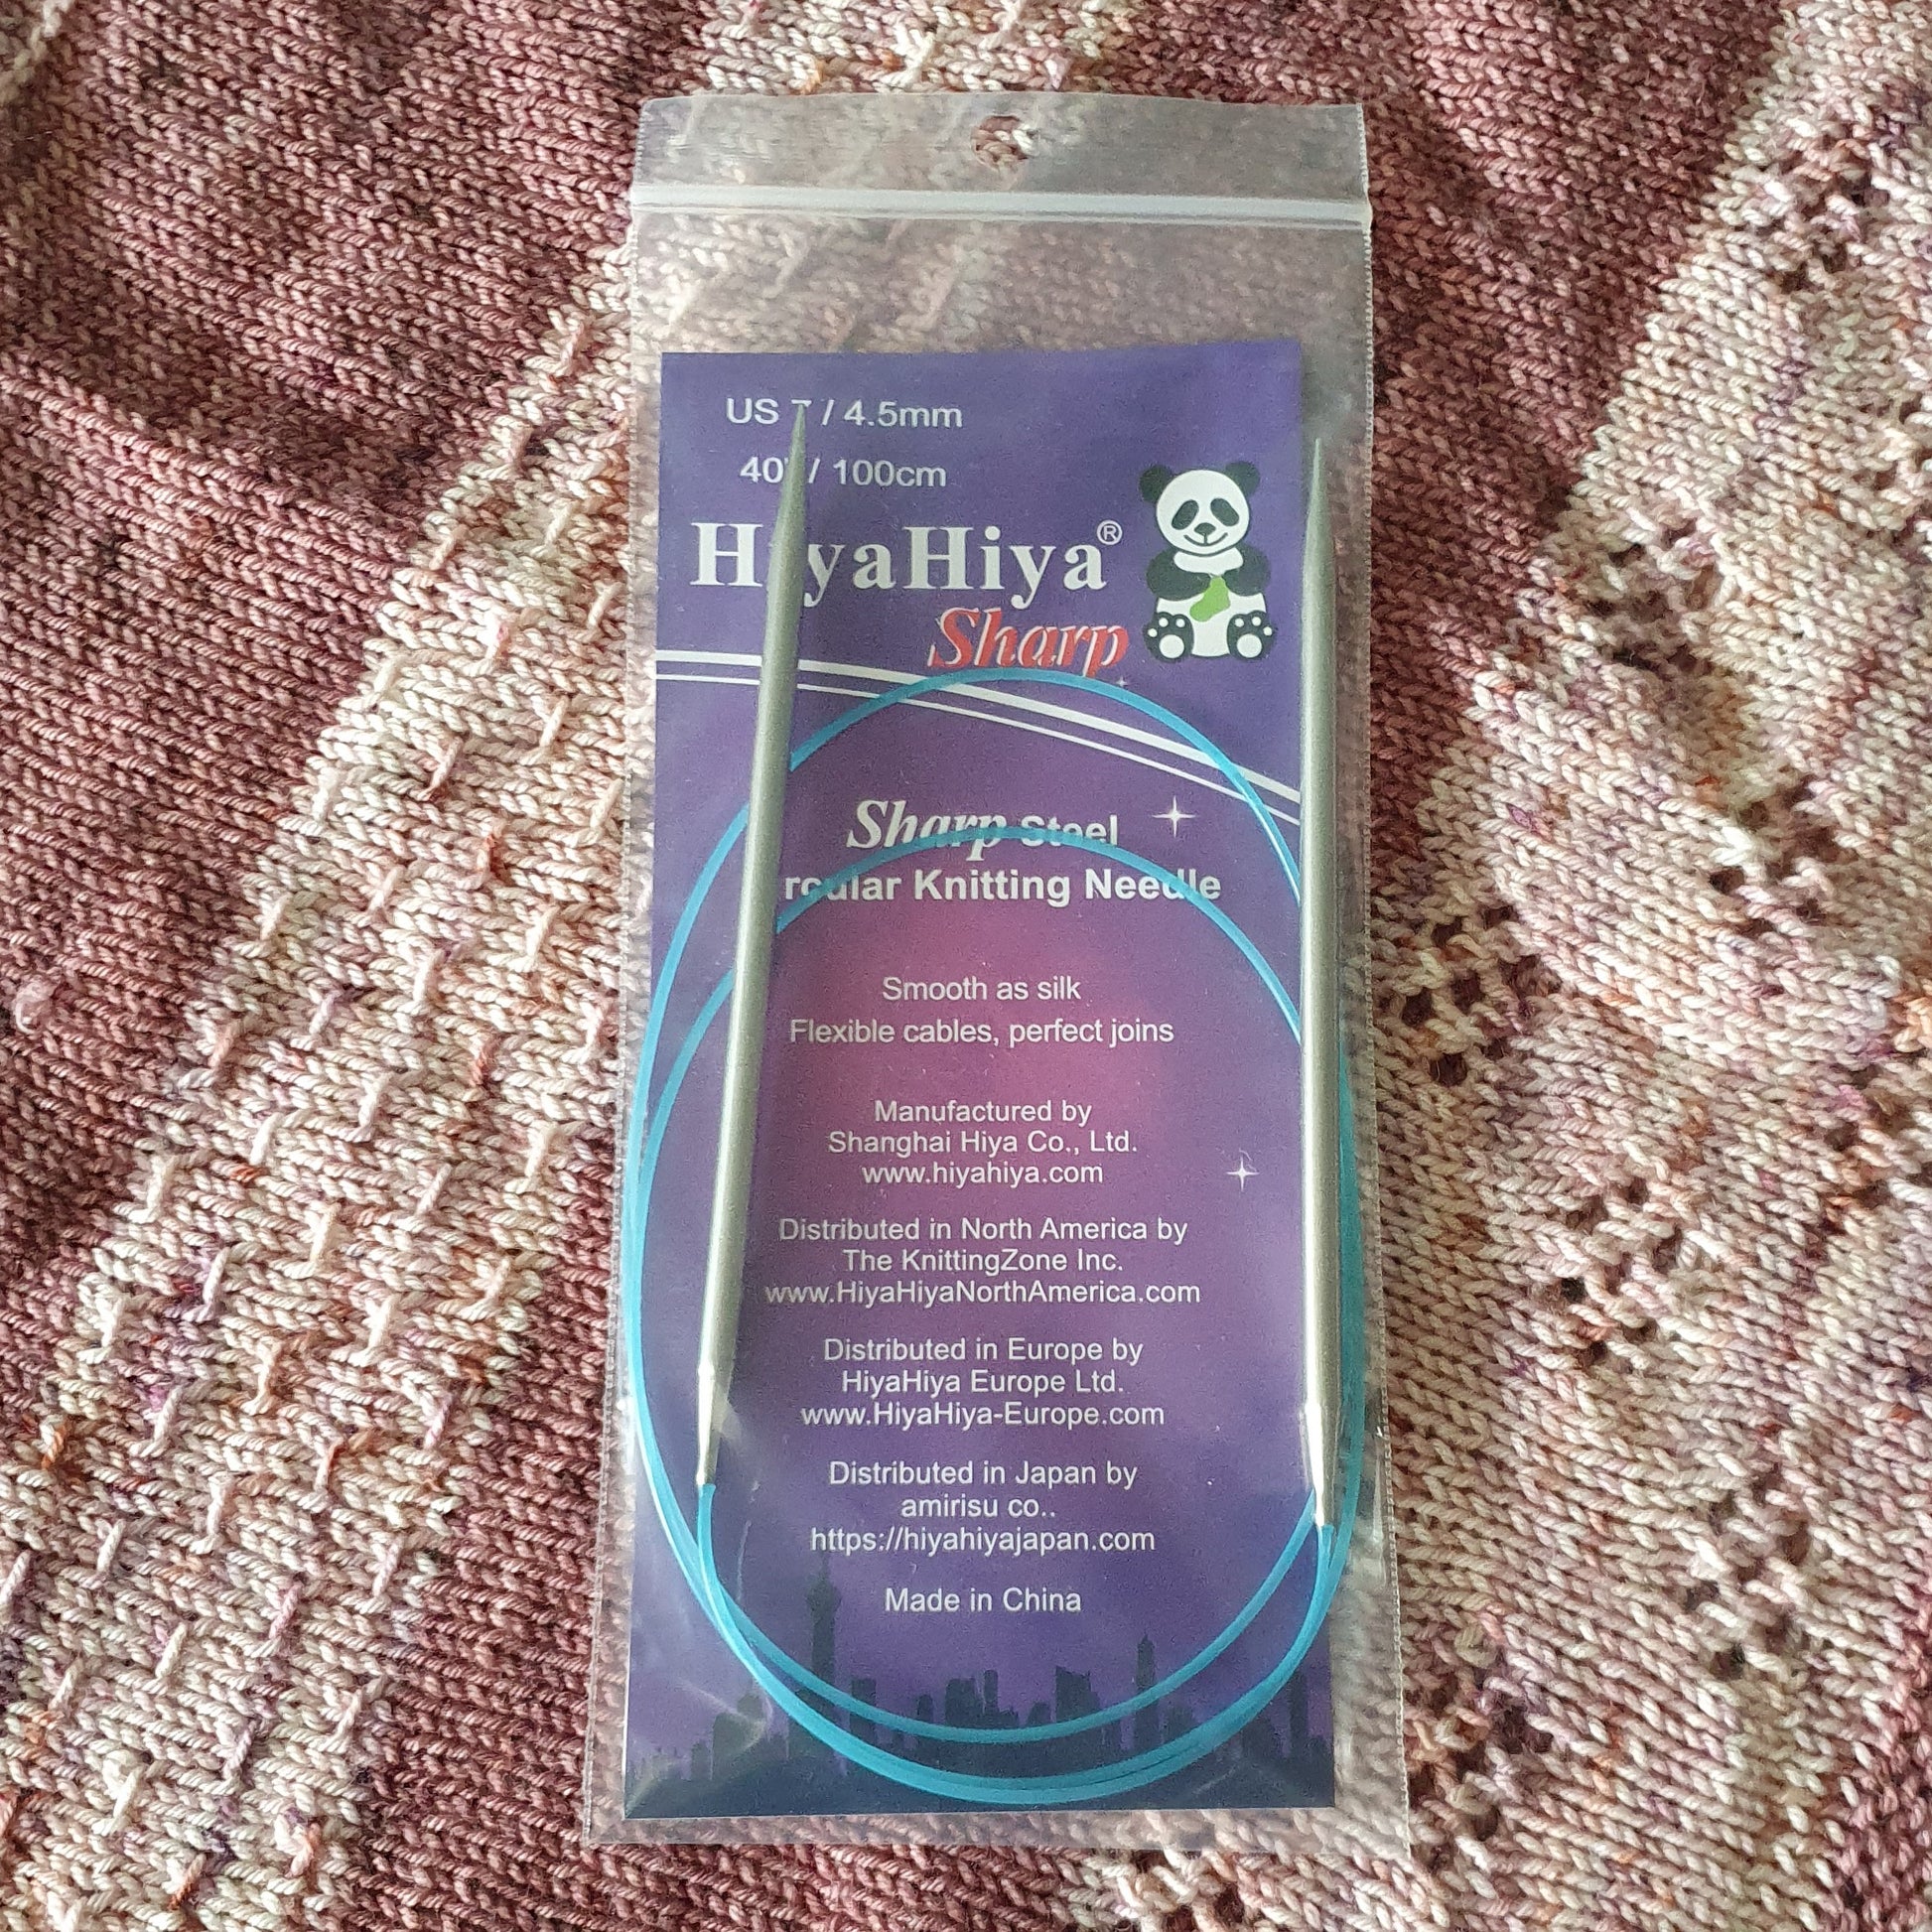 US 7 / 4.5mm
40" / 100cm
HiyaHiya®
Sharp
Sharp Steel
rcular Knitting Needle
Smooth as silk
Flexible cables, perfect joins
Manufactured by
Shanghai Hiya Co., Ltd.
www.hiyahiya.com
Distributed in North America by
The KnittingZone Inc.
www.HiyaHiyaNorthAmerica.com
Distributed in Europe by
HiyaHiya Europe Ltd.
www.HiyaHiya-Europe.com
Distributed in Japan by
amirisu co..
https://hiyahiyajapan.com
Made in China